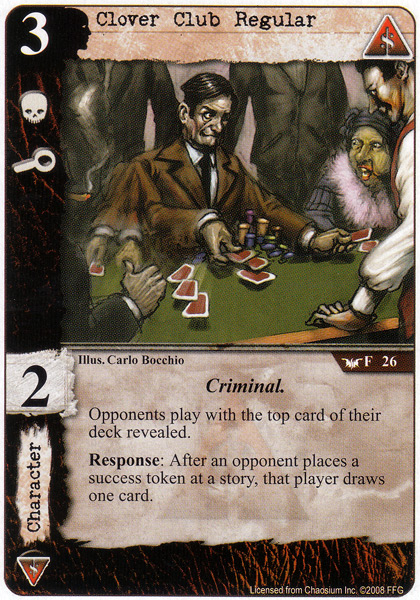 3
Clover Club Regular
Illus. Carlo Bocchio
F 26
2
Criminal.
Opponents play with the top card of their
deck revealed.
Response: After an opponent places a
success token at a story, that player draws
one card.
Character
Licensed from Chaosium Inc. ©2008 FFG